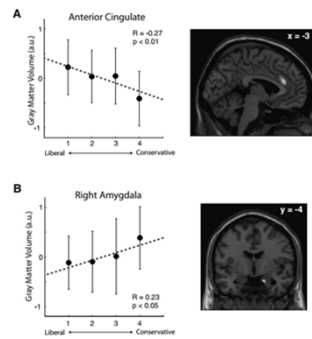 A
Anterior Cingulate
R = -0.27
p < 0.01
x = -3
Gray Matter Volume (a.u.)
1
0
-1
1 2 3 4
Liberal Conservative
B
Right Amygdala
y = -4
Gray Matter Volume (a.u.)
1
0
-1
R = 0.23
p < 0.05
1 2 3 4
Liberal Conservative